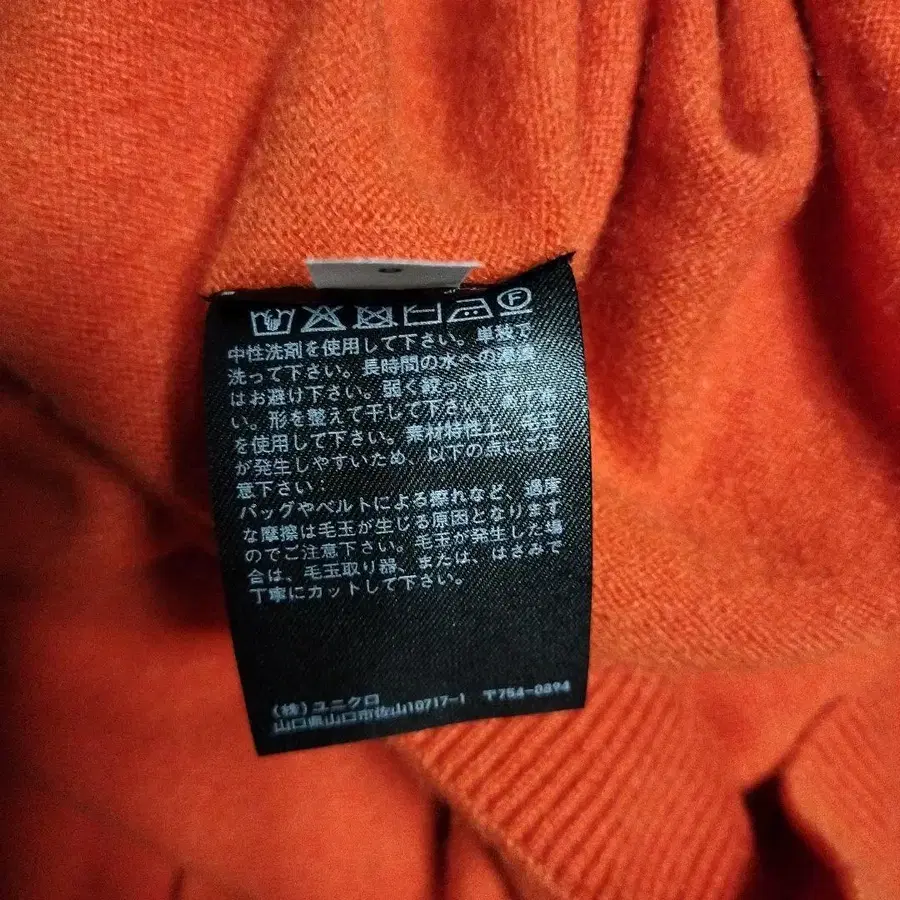 中性洗剤を使用して下さい。単独で
洗って下さい。長時間の水への浸漬
はお避け下さい。弱く絞って下さ
い。形を整えて干して下さい。
を使用して下さい。素材特性上、毛玉
が発生しやすいため、以下の点にご注
意下さい：
バッグやベルトによる擦れなど、過度
な摩擦は毛玉が生じる原因となります
のでご注意下さい。毛玉が発生した場
合は、毛玉取り器、または、はさみで
丁寧にカットして下さい。
(株)ユニクロ
山口県山口市佐山10717-1 〒754-0894